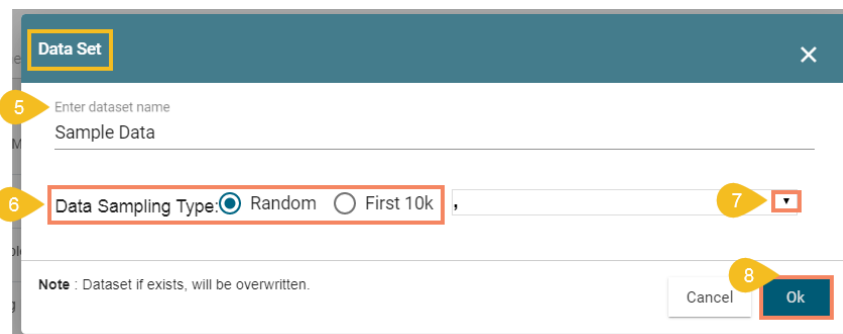 Data Set
5
Enter dataset name
Sample Data
6
Data Sampling Type: Random First 10k , 7
Note : Dataset if exists, will be overwritten.
8
Cancel Ok